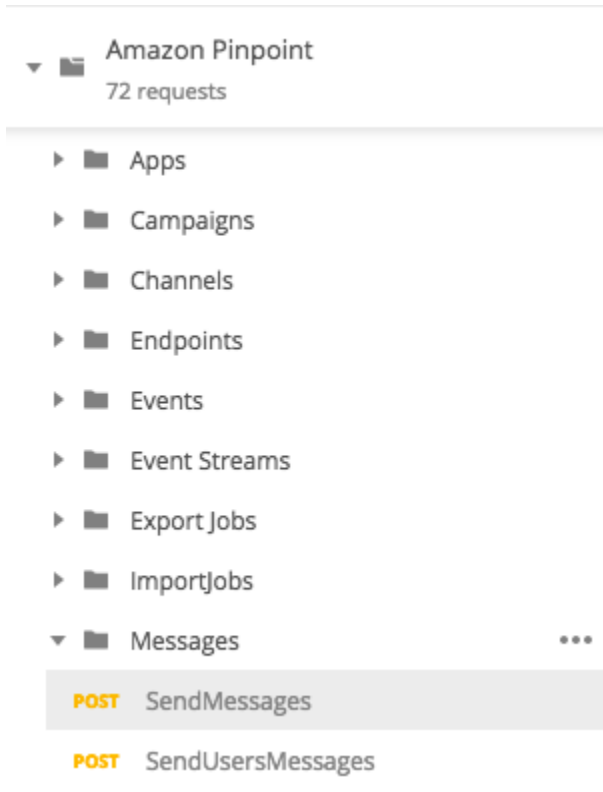 Amazon Pinpoint
72 requests
Apps
Campaigns
Channels
Endpoints
Events
Event Streams
Export Jobs
ImportJobs
Messages
POST SendMessages
POST SendUsersMessages